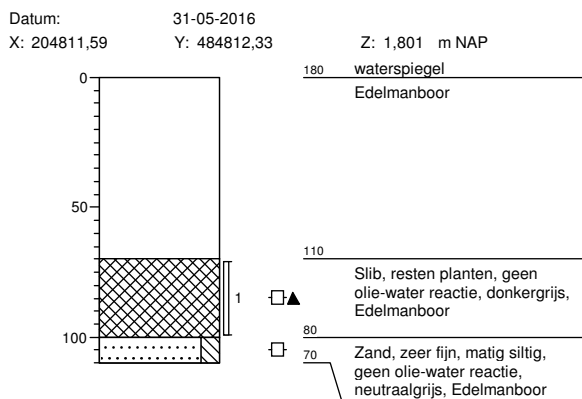 Datum: 31-05-2016
X: 204811,59 Y: 484812,33 Z: 1,801 m NAP
0 180 waterspiegel
Edelmanboor
50
110
Slib, resten planten, geen
olie-water reactie, donkergrijs,
Edelmanboor
1
100 80
70 Zand, zeer fijn, matig siltig,
geen olie-water reactie,
neutraalgrijs, Edelmanboor